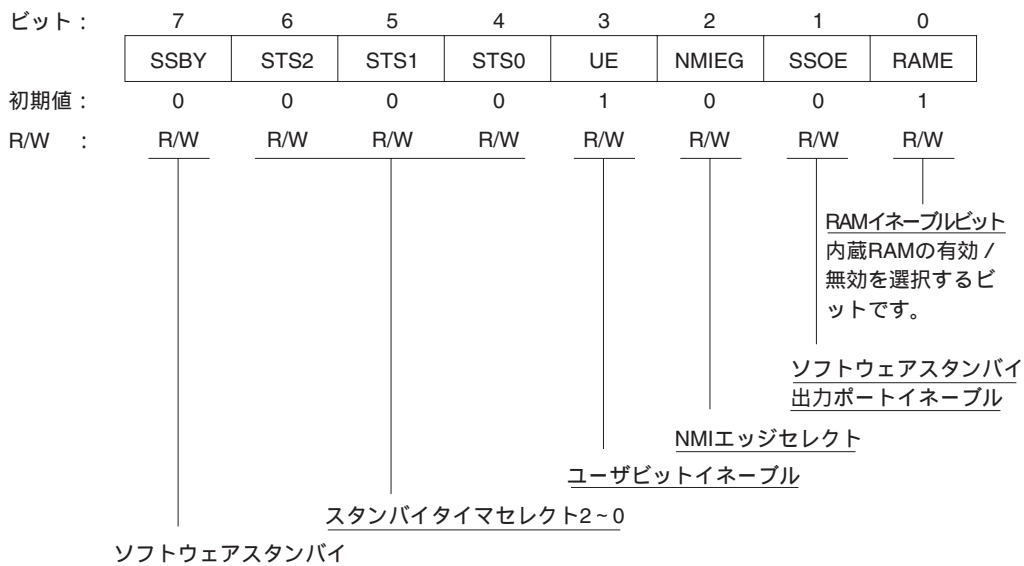 ビット： 7 6 5 4 3 2 1 0
SSBY STS2 STS1 STS0 UE NMIEG SSOE RAME
初期値： 0 0 0 0 1 0 0 1
R/W ： R/W R/W R/W R/W R/W R/W R/W R/W
RAMイネーブルビット
内蔵RAMの有効／
無効を選択するビ
ットです。
ソフトウェアスタンバイ
出力ポートイネーブル
NMIエッジセレクト
ユーザビットイネーブル
スタンバイタイマセレクト2～0
ソフトウェアスタンバイ